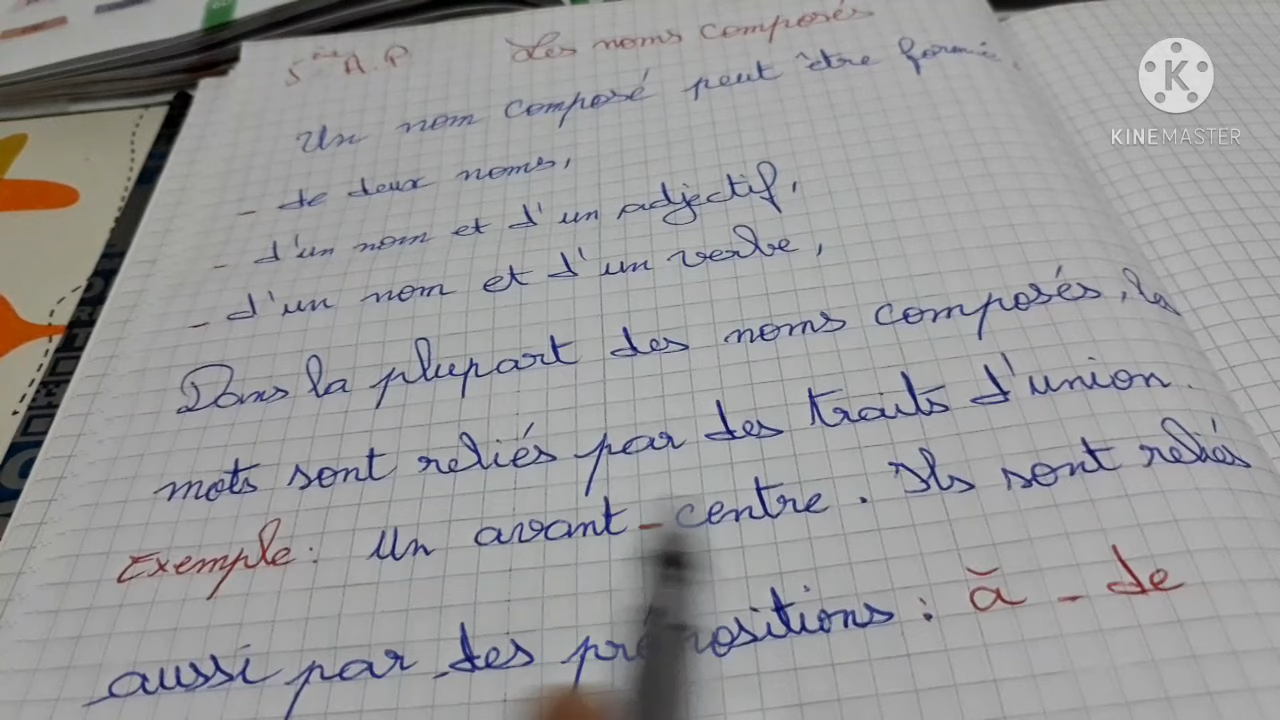 5ème A.P Les noms composés
Un nom composé peut être formé.
- de deux noms,
- d'un nom et d'un adjectif,
- d'un nom et d'un verbe,
Dans la plupart des noms composés, la
mots sont reliés par des traits d'union.
Exemple: Un avant-centre. Ils sont reliés
aussi par des prépositions : à - de
KINEMASTER